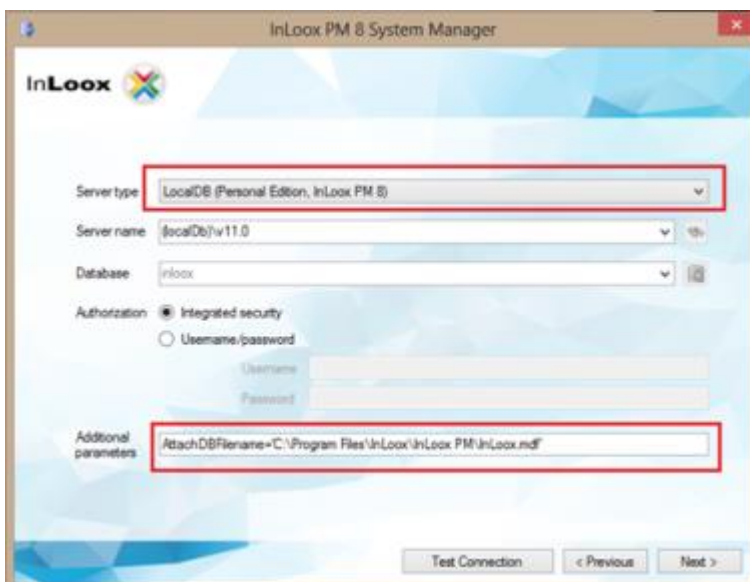 InLoox PM 8 System Manager
InLoox
Server type LocalDB (Personal Edition, InLoox PM 8)
Server name (localDb)\v11.0
Database inloox
Authorization Integrated security
Username/password
Username
Password
Additional parameters AttachDBFilename='C:\Program Files\InLoox\InLoox PM\InLoox.mdf'
Test Connection < Previous Next >